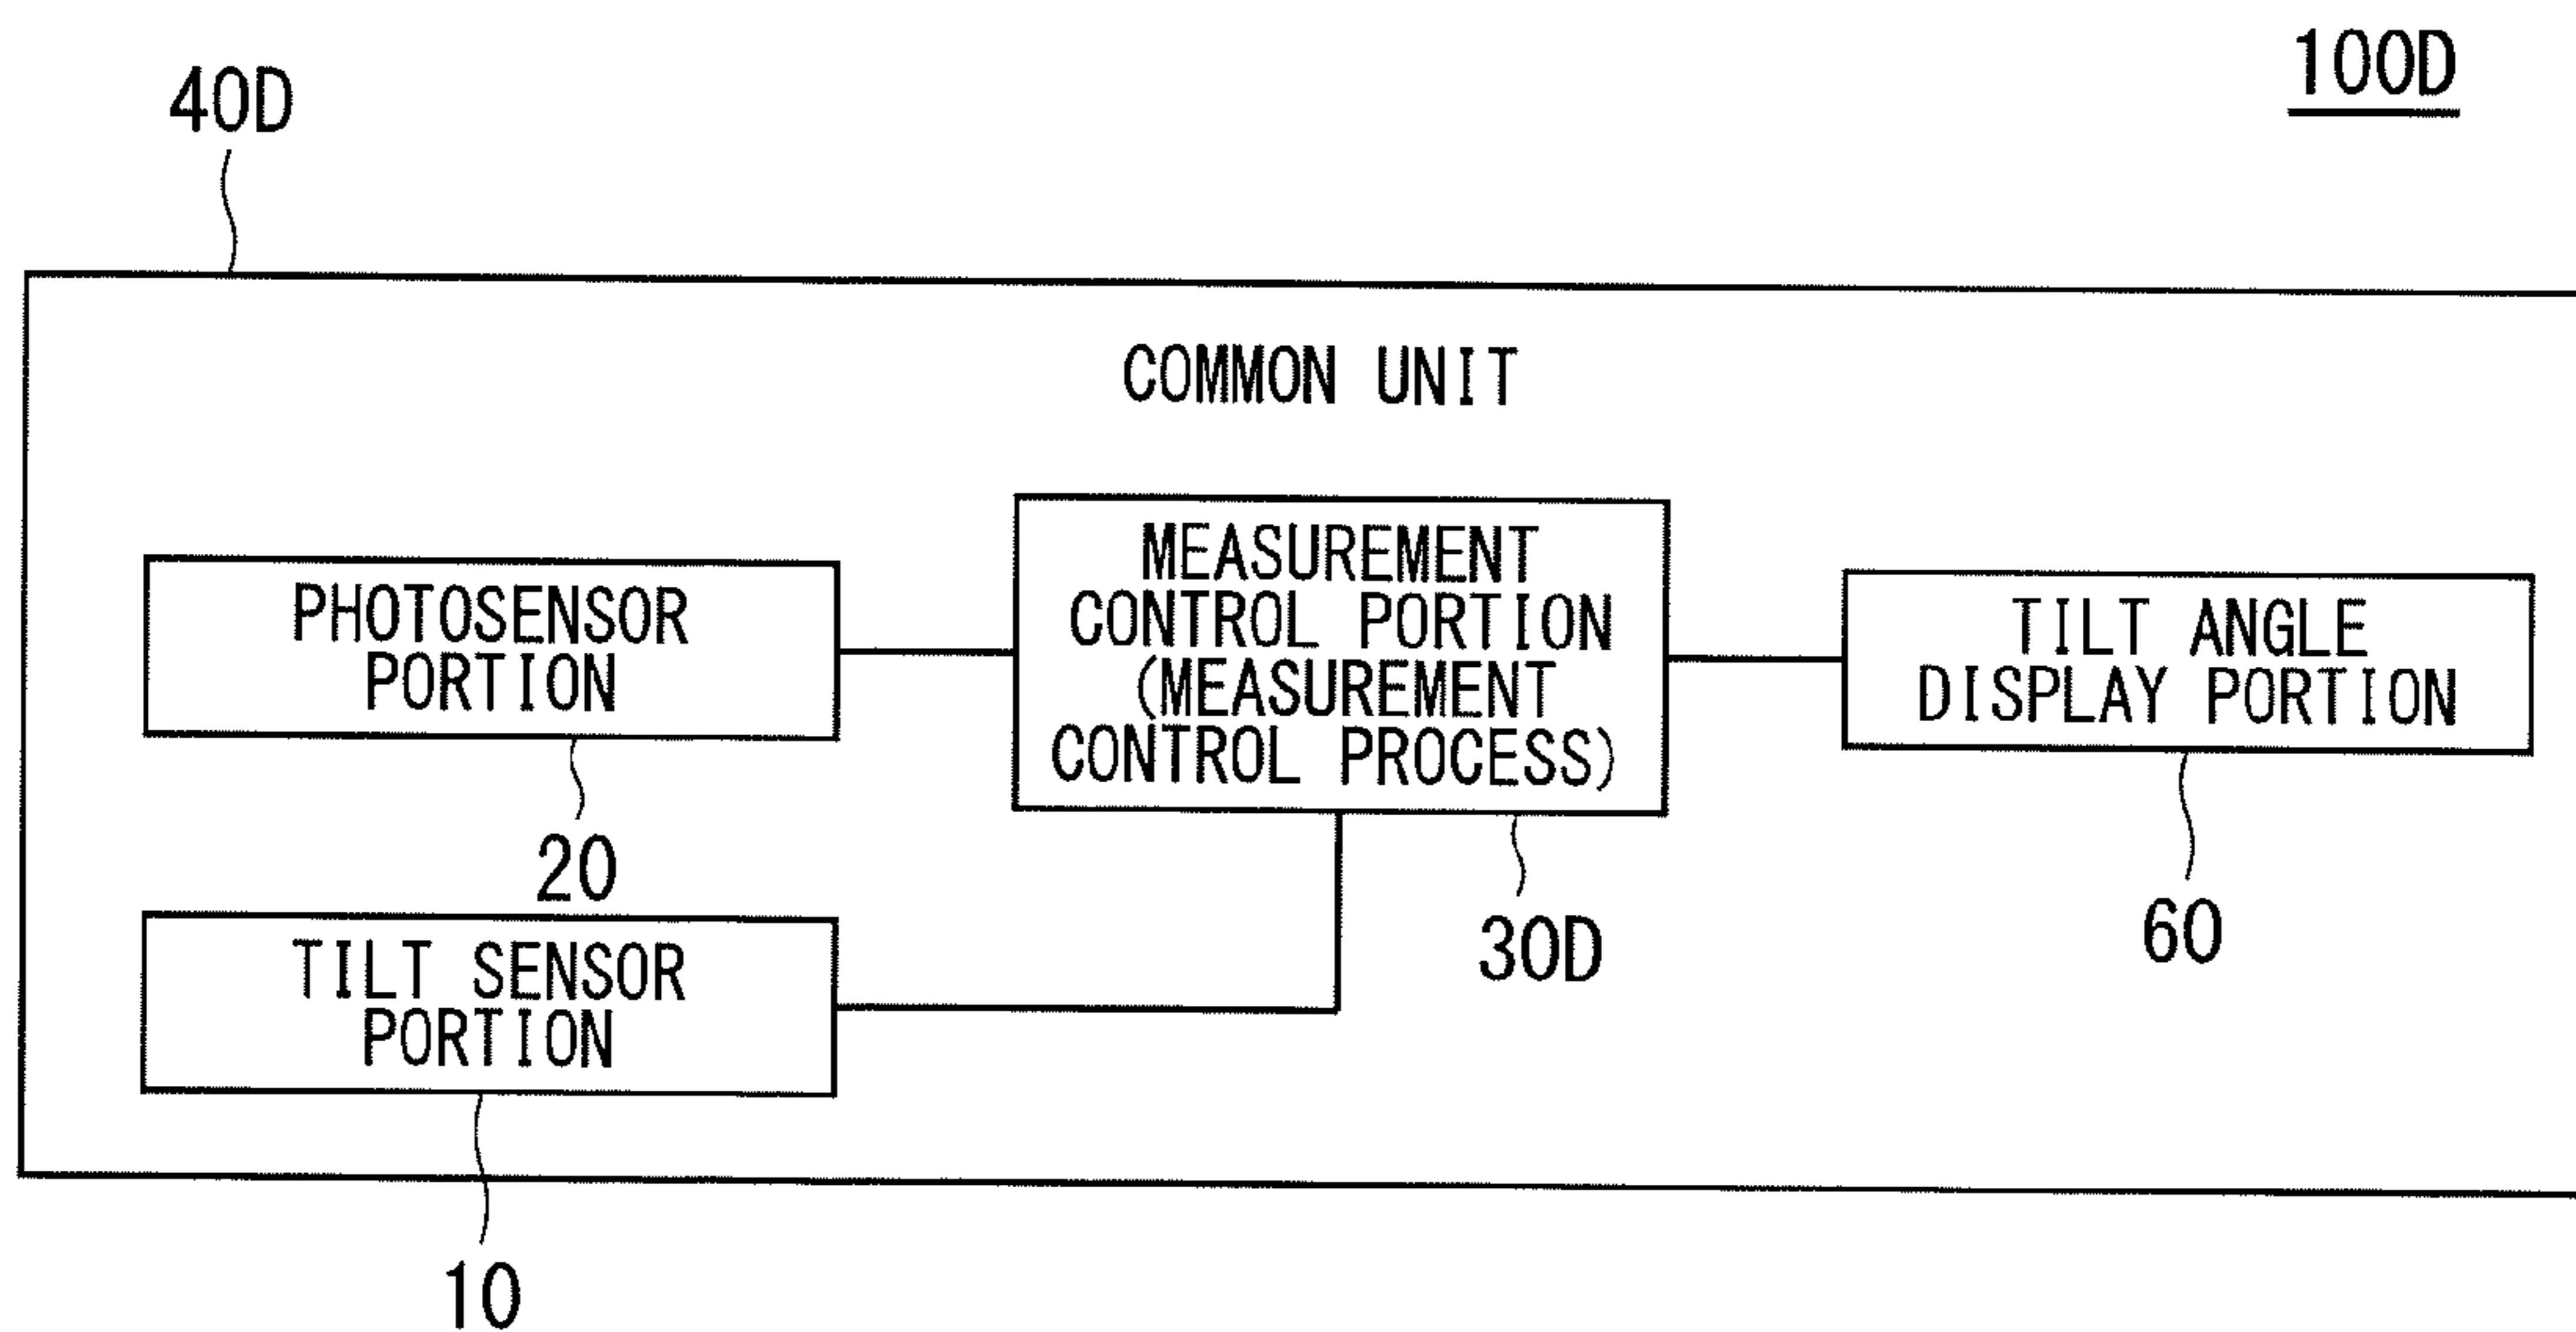 100D
40D
COMMON UNIT
PHOTOSENSOR
PORTION
MEASUREMENT
CONTROL PORTION
(MEASUREMENT
CONTROL PROCESS)
TILT ANGLE
DISPLAY PORTION
20
30D
60
TILT SENSOR
PORTION
10